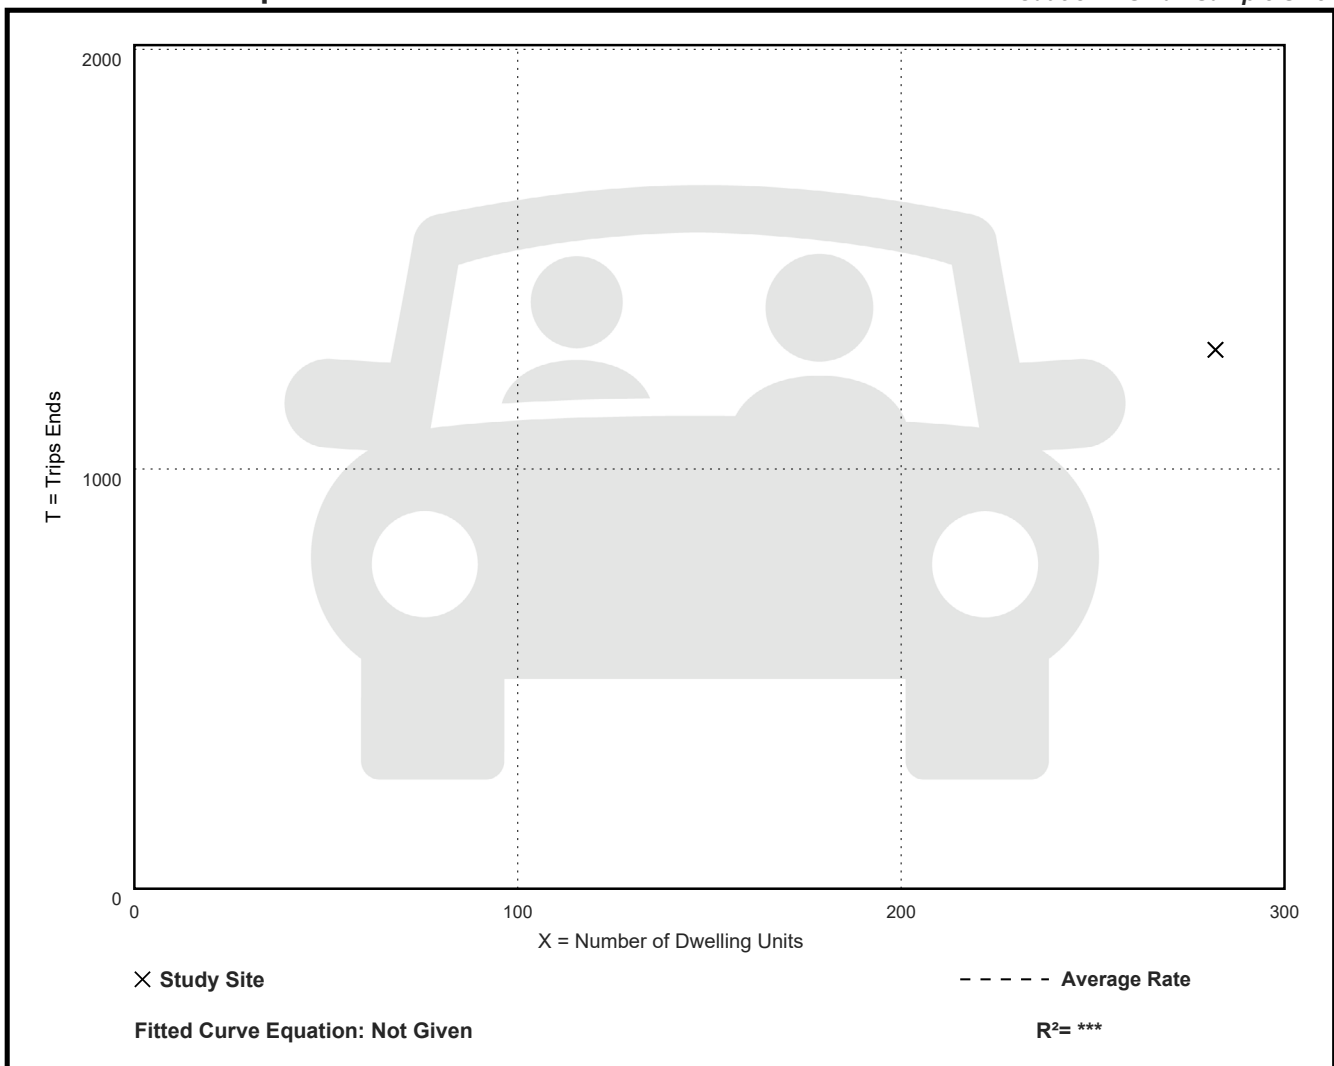 2000
1000
0
T = Trips Ends
0 100 200 300
X = Number of Dwelling Units
Study Site
Average Rate
Fitted Curve Equation: Not Given
R²= ***